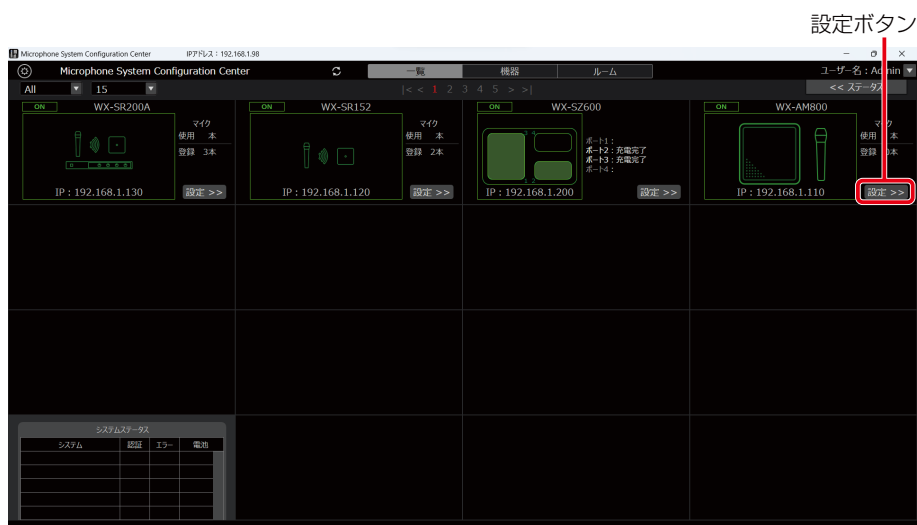 設定ボタン
Microphone System Configuration Center IPアドレス：192.168.1.98
Microphone System Configuration Center 一覧 機器 ルーム ユーザー名：Admin
All 15 |< < 1 2 3 4 5 > >| << ステータス
ON WX-SR200A
マイク
使用 本
登録 3本
IP：192.168.1.130 設定 >>
ON WX-SR152
マイク
使用 本
登録 2本
IP：192.168.1.120 設定 >>
ON WX-SZ600
ポート1：
ポート2：充電完了
ポート3：充電完了
ポート4：
IP：192.168.1.200 設定 >>
ON WX-AM800
マイク
使用 本
登録 本
IP：192.168.1.110 設定 >>
システムステータス
システム 認証 エラー 電池